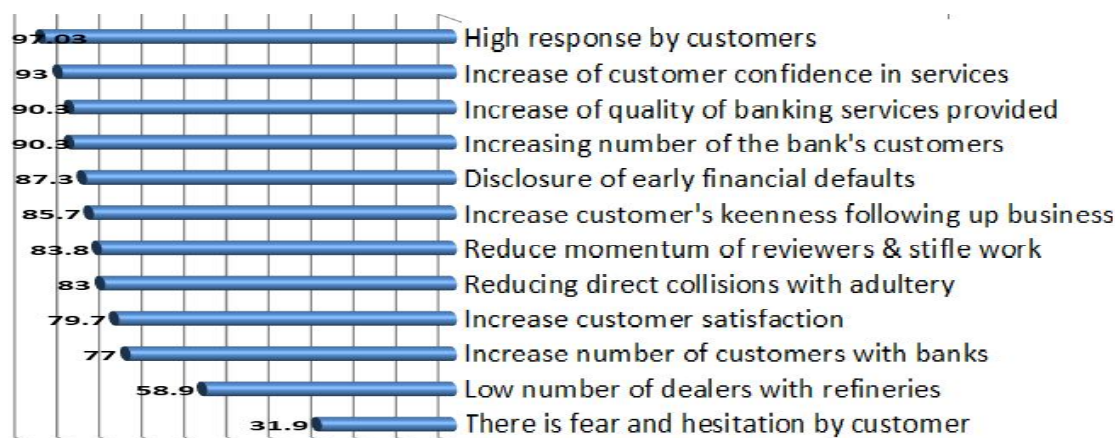 97.03 High response by customers
93 Increase of customer confidence in services
90.3 Increase of quality of banking services provided
90.3 Increasing number of the bank's customers
87.3 Disclosure of early financial defaults
85.7 Increase customer's keenness following up business
83.8 Reduce momentum of reviewers & stifle work
83 Reducing direct collisions with adultery
79.7 Increase customer satisfaction
77 Increase number of customers with banks
58.9 Low number of dealers with refineries
31.9 There is fear and hesitation by customer